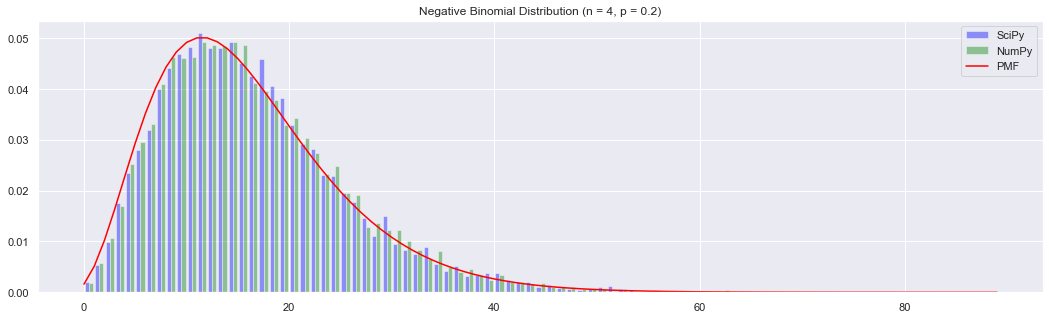 Negative Binomial Distribution (n = 4, p = 0.2)
SciPy
NumPy
PMF
0.05
0.04
0.03
0.02
0.01
0.00
0 20 40 60 80